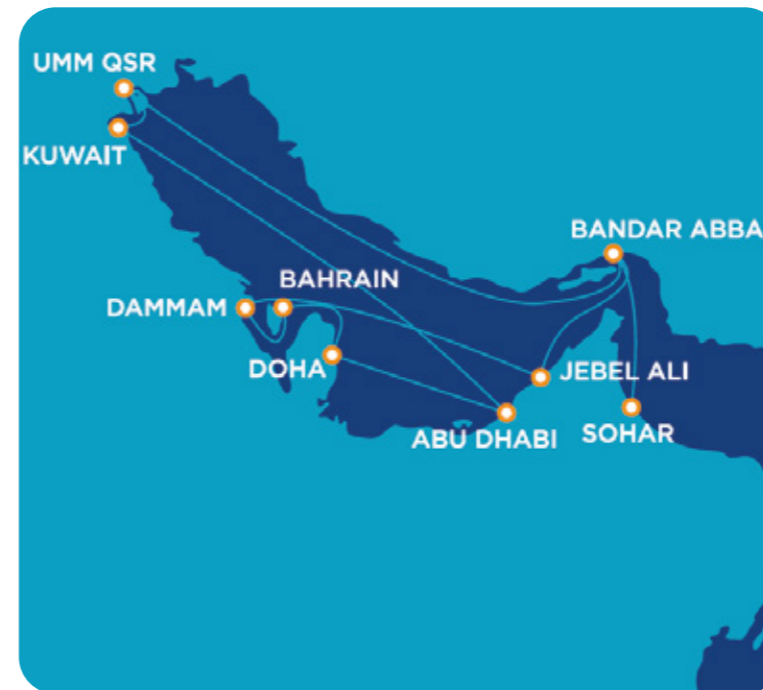 UMM QSR
KUWAIT
BANDAR ABBA
BAHRAIN
DAMMAM
DOHA
JEBEL ALI
ABU DHABI
SOHAR